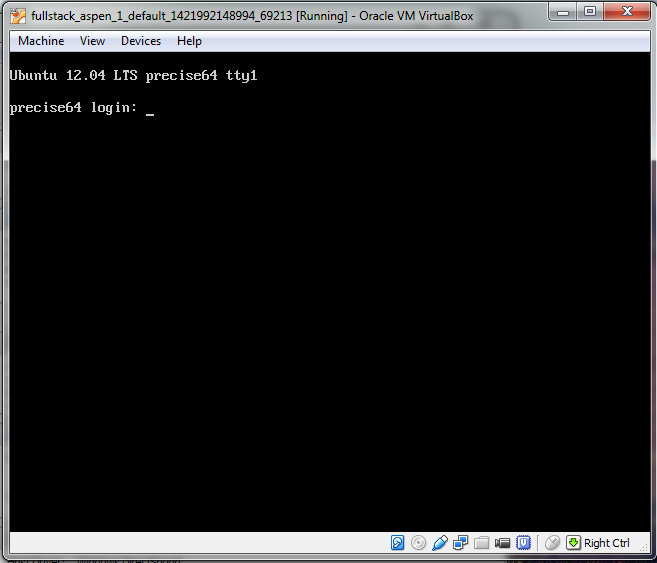 fullstack_aspen_1_default_1421992148994_69213 [Running] - Oracle VM VirtualBox
Machine View Devices Help
Ubuntu 12.04 LTS precise64 tty1
precise64 login: _
Right Ctrl